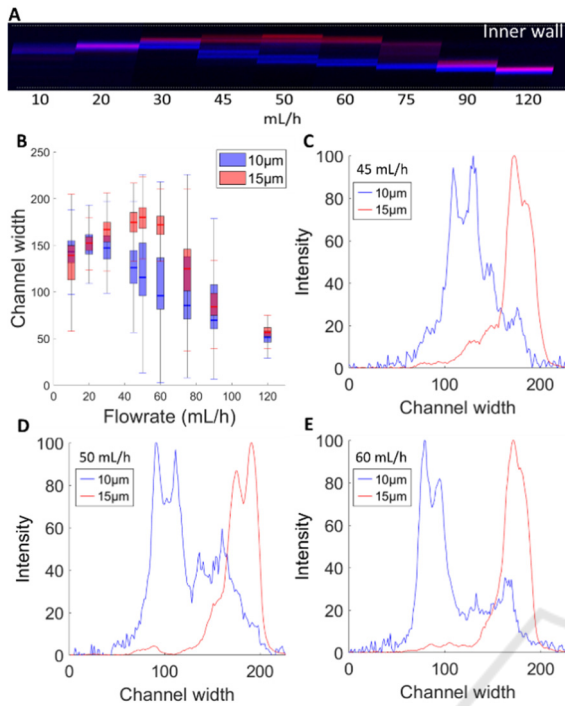 A
Inner wall
10 20 30 45 50 60 75 90 120
mL/h
B
10µm
15µm
250
200
150
100
50
0
Channel width
0 20 40 60 80 100 120
Flowrate (mL/h)
C
45 mL/h
10µm
15µm
100
80
60
40
20
0
Intensity
0 100 200
Channel width
D
50 mL/h
10µm
15µm
100
80
60
40
20
0
Intensity
0 100 200
Channel width
E
60 mL/h
10µm
15µm
100
80
60
40
20
0
Intensity
0 100 200
Channel width